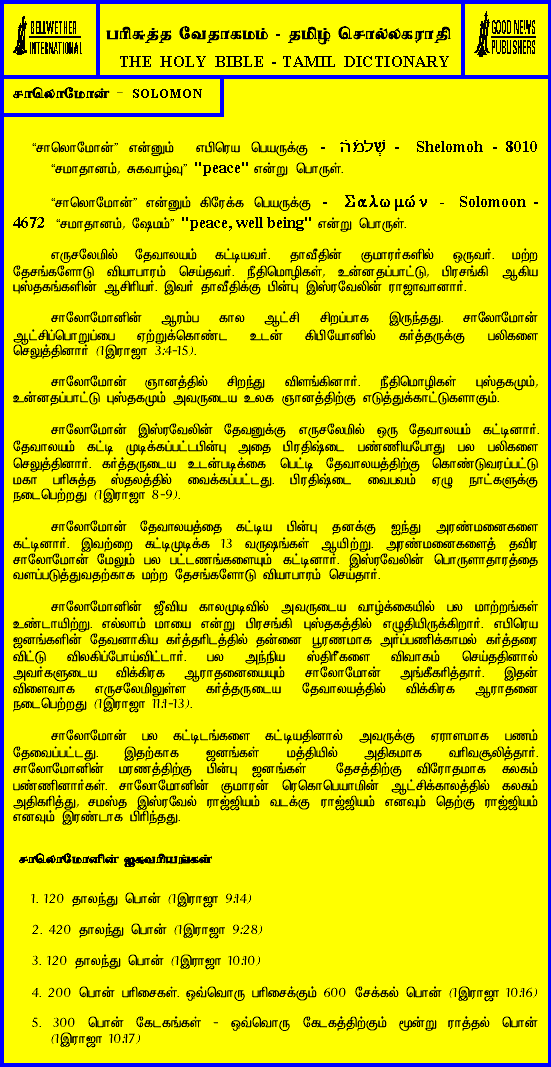 BELLWETHER
INTERNATIONAL
பரிசுத்த வேதாகமம் - தமிழ் சொல்லகராதி
THE HOLY BIBLE - TAMIL DICTIONARY
GOOD NEWS
PUBLISHERS
சாலொமோன் - SOLOMON
“சாலொமோன்” என்னும் எபிரெய பெயருக்கு - שְׁלֹמֹה - Shelomoh - 8010
“சமாதானம், சுகவாழ்வு” "peace" என்று பொருள்.
“சாலொமோன்” என்னும் கிரேக்க பெயருக்கு - Σαλωμών - Solomoon -
4672 “சமாதானம், ஷேமம்” "peace, well being" என்று பொருள்.
எருசலேமில் தேவாலயம் கட்டியவர். தாவீதின் குமாரர்களில் ஒருவர். மற்ற
தேசங்களோடு வியாபாரம் செய்தவர். நீதிமொழிகள், உன்னதப்பாட்டு, பிரசங்கி ஆகிய
புஸ்தகங்களின் ஆசிரியர். இவர் தாவீதிக்கு பின்பு இஸ்ரவேலின் ராஜாவானார்.
சாலோமோனின் ஆரம்ப கால ஆட்சி சிறப்பாக இருந்தது. சாலோமோன்
ஆட்சிப்பொறுப்பை ஏற்றுக்கொண்ட உடன் கிபியோனில் கர்த்தருக்கு பலிகளை
செலுத்தினார் (1இராஜா 3:4-15).
சாலோமோன் ஞானத்தில் சிறந்து விளங்கினார். நீதிமொழிகள் புஸ்தகமும்,
உன்னதப்பாட்டு புஸ்தகமும் அவருடைய உலக ஞானத்திற்கு எடுத்துக்காட்டுகளாகும்.
சாலோமோன் இஸ்ரவேலின் தேவனுக்கு எருசலேமில் ஒரு தேவாலயம் கட்டினார்.
தேவாலயம் கட்டி முடிக்கப்பட்டபின்பு அதை பிரதிஷ்டை பண்ணியபோது பல பலிகளை
செலுத்தினார். கர்த்தருடைய உடன்படிக்கை பெட்டி தேவாலயத்திற்கு கொண்டுவரப்பட்டு
மகா பரிசுத்த ஸ்தலத்தில் வைக்கப்பட்டது. பிரதிஷ்டை வைபவம் ஏழு நாட்களுக்கு
நடைபெற்றது (1இராஜா 8-9).
சாலோமோன் தேவாலயத்தை கட்டிய பின்பு தனக்கு ஐந்து அரண்மனைகளை
கட்டினார். இவற்றை கட்டிமுடிக்க 13 வருஷங்கள் ஆயிற்று. அரண்மனைகளைத் தவிர
சாலோமோன் மேலும் பல பட்டணங்களையும் கட்டினார். இஸ்ரவேலின் பொருளாதாரத்தை
வளப்படுத்துவதற்காக மற்ற தேசங்களோடு வியாபாரம் செய்தார்.
சாலோமோனின் ஜீவிய காலமுடிவில் அவருடைய வாழ்க்கையில் பல மாற்றங்கள்
உண்டாயிற்று. எல்லாம் மாயை என்று பிரசங்கி புஸ்தகத்தில் எழுதியிருக்கிறார். எபிரெய
ஜனங்களின் தேவனாகிய கர்த்தரிடத்தில் தன்னை பூரணமாக அர்ப்பணிக்காமல் கர்த்தரை
விட்டு விலகிப்போய்விட்டார். பல அந்நிய ஸ்திரீகளை விவாகம் செய்ததினால்
அவர்களுடைய விக்கிரக ஆராதனையையும் சாலோமோன் அங்கீகரித்தார். இதன்
விளைவாக எருசலேமிலுள்ள கர்த்தருடைய தேவாலயத்தில் விக்கிரக ஆராதனை
நடைபெற்றது (1இராஜா 11:1-13).
சாலோமோன் பல கட்டிடங்களை கட்டியதினால் அவருக்கு ஏராளமாக பணம்
தேவைப்பட்டது. இதற்காக ஜனங்கள் மத்தியில் அதிகமாக வரிவசூலித்தார்.
சாலோமோனின் மரணத்திற்கு பின்பு ஜனங்கள் தேசத்திற்கு விரோதமாக கலகம்
பண்ணினார்கள். சாலோமோனின் குமாரன் ரெகொபெயாமின் ஆட்சிக்காலத்தில் கலகம்
அதிகரித்து, சமஸ்த இஸ்ரவேல் ராஜ்ஜியம் வடக்கு ராஜ்ஜியம் எனவும் தெற்கு ராஜ்ஜியம்
எனவும் இரண்டாக பிரிந்தது.
சாலொமோனின் ஐசுவரியங்கள்
1. 120 தாலந்து பொன் (1இராஜா 9:14)
2. 420 தாலந்து பொன் (1இராஜா 9:28)
3. 120 தாலந்து பொன் (1இராஜா 10:10)
4. 200 பொன் பரிசைகள். ஒவ்வொரு பரிசைக்கும் 600 சேக்கல் பொன் (1இராஜா 10:16)
5. 300 பொன் கேடகங்கள் - ஒவ்வொரு கேடகத்திற்கும் மூன்று ராத்தல் பொன்
(1இராஜா 10:17)